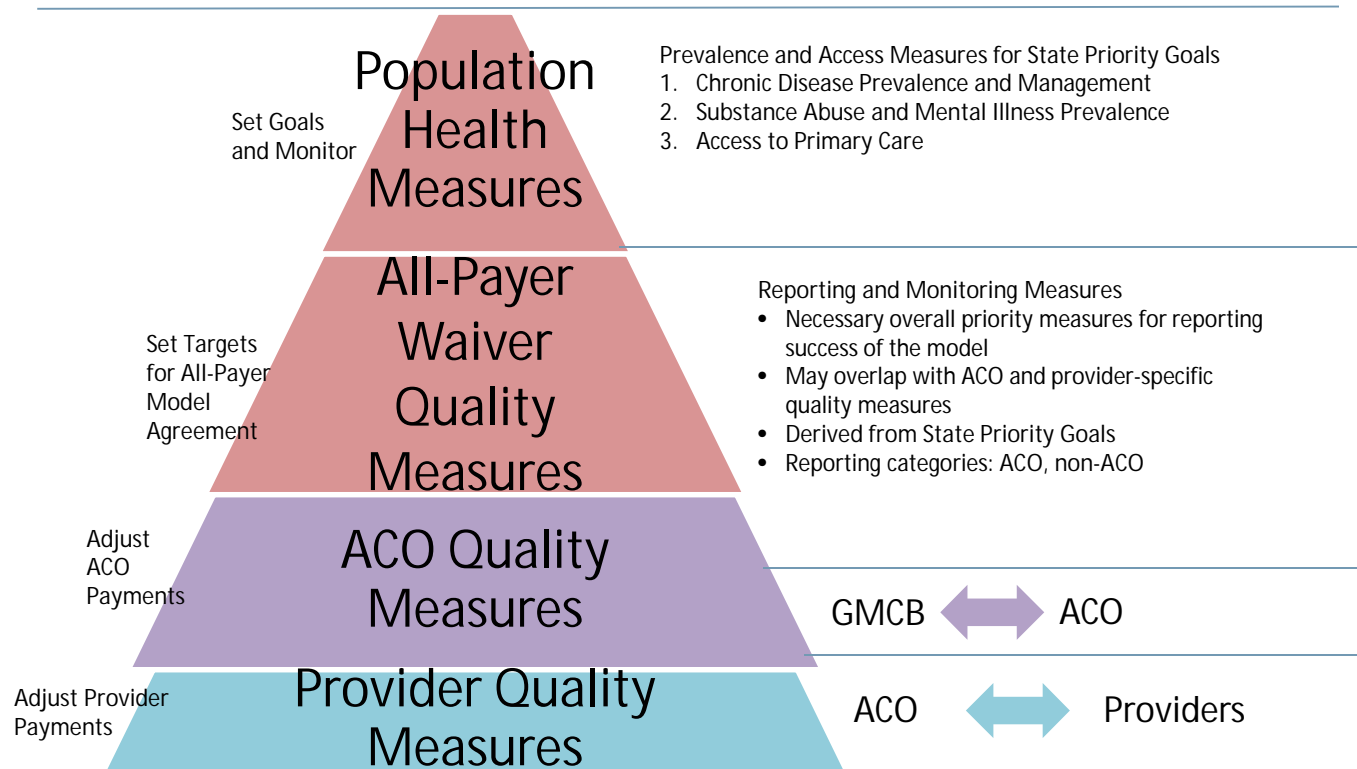 Population
Health
Measures
Set Goals
and Monitor
Prevalence and Access Measures for State Priority Goals
1. Chronic Disease Prevalence and Management
2. Substance Abuse and Mental Illness Prevalence
3. Access to Primary Care
All-Payer
Waiver
Quality
Measures
Set Targets
for All-Payer
Model
Agreement
Reporting and Monitoring Measures
• Necessary overall priority measures for reporting
success of the model
• May overlap with ACO and provider-specific
quality measures
• Derived from State Priority Goals
• Reporting categories: ACO, non-ACO
Adjust
ACO
Payments
ACO Quality
Measures
GMCB ACO
Adjust Provider
Payments
Provider Quality
Measures
ACO Providers